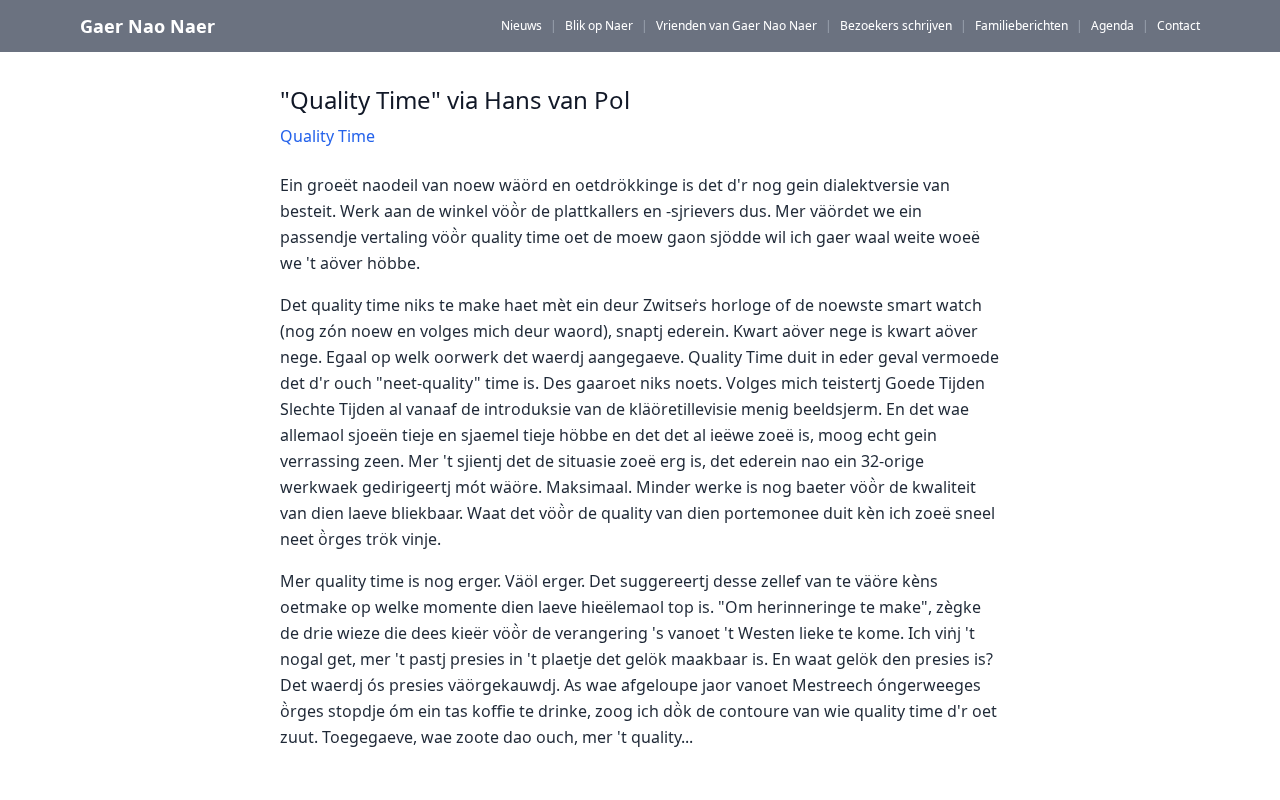 Gaer Nao Naer
Nieuws | Blik op Naer | Vrienden van Gaer Nao Naer | Bezoekers schrijven | Familieberichten | Agenda | Contact
"Quality Time" via Hans van Pol
Quality Time
Ein groeët naodeil van noew wäörd en oetdrökkinge is det d'r nog gein dialektversie van
besteit. Werk aan de winkel vöö̀r de plattkallers en -sjrievers dus. Mer väördet we ein
passendje vertaling vöö̀r quality time oet de moew gaon sjödde wil ich gaer waal weite woeë
we 't aöver höbbe.
Det quality time niks te make haet mèt ein deur Zwitseṙs horloge of de noewste smart watch
(nog zón noew en volges mich deur waord), snaptj ederein. Kwart aöver nege is kwart aöver
nege. Egaal op welk oorwerk det waerdj aangegaeve. Quality Time duit in eder geval vermoede
det d'r ouch "neet-quality" time is. Des gaaroet niks noets. Volges mich teistertj Goede Tijden
Slechte Tijden al vanaaf de introduksie van de kläöretillevisie menig beeldsjerm. En det wae
allemaol sjoeën tieje en sjaemel tieje höbbe en det det al ieëwe zoeë is, moog echt gein
verrassing zeen. Mer 't sjientj det de situasie zoeë erg is, det ederein nao ein 32-orige
werkwaek gedirigeertj mót wäöre. Maksimaal. Minder werke is nog baeter vöö̀r de kwaliteit
van dien laeve bliekbaar. Waat det vöö̀r de quality van dien portemonee duit kèn ich zoeë sneel
neet ö̀rges trök vinje.
Mer quality time is nog erger. Väöl erger. Det suggereertj desse zellef van te väöre kèns
oetmake op welke momente dien laeve hieëlemaol top is. "Om herinneringe te make", zègke
de drie wieze die dees kieër vöö̀r de verangering 's vanoet 't Westen lieke te kome. Ich viṅj 't
nogal get, mer 't pastj presies in 't plaetje det gelök maakbaar is. En waat gelök den presies is?
Det waerdj ós presies väörgekauwdj. As wae afgeloupe jaor vanoet Mestreech óngerweeges
ö̀rges stopdje óm ein tas koffie te drinke, zoog ich dö̀k de contoure van wie quality time d'r oet
zuut. Toegegaeve, wae zoote dao ouch, mer 't quality...